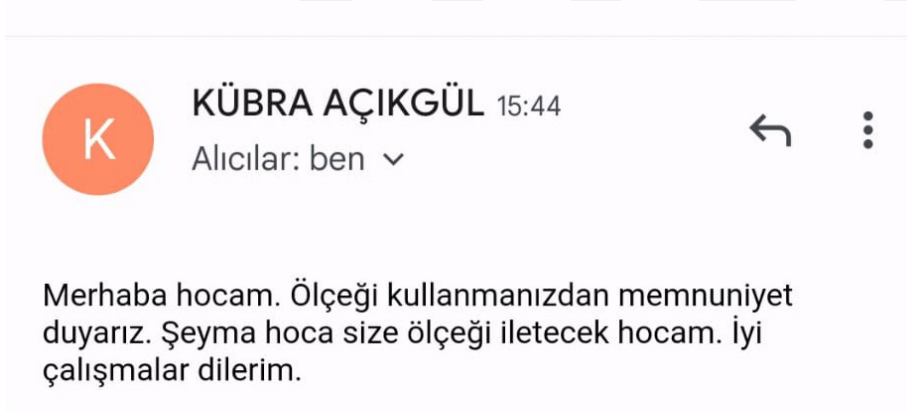 K
KÜBRA AÇIKGÜL 15:44
Alıcılar: ben
Merhaba hocam. Ölçeği kullanmanızdan memnuniyet
duyarız. Şeyma hoca size ölçeği iletecek hocam. İyi
çalışmalar dilerim.